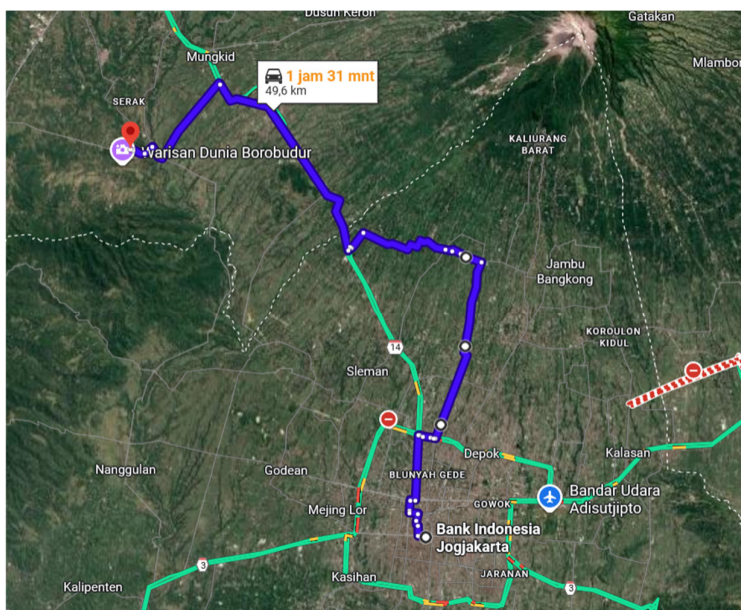 Dusun Keron
Gatakan
Mungkid
Mlambor
1 jam 31 mnt
49,6 km
SERAK
KALIURANG
BARAT
Warisan Dunia Borobudur
Jambu
Bangkong
KOROULON
KIDUL
14
Sleman
Depok
Kalasan
Nanggulan
Godean
BLUNYAH GEDE
Bandar Udara
Adisutjipto
Mejing Lor
GOWOK
Bank Indonesia
Jogjakarta
3
Kasihan
JARANAN
3
Kalipenten